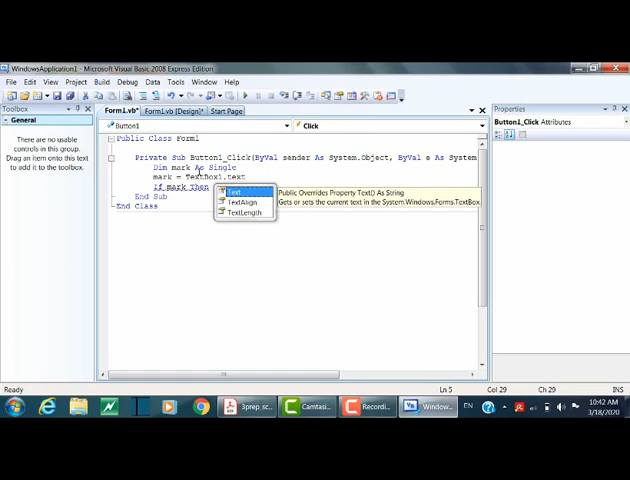 WindowsApplication1 - Microsoft Visual Basic 2008 Express Edition
File Edit View Project Build Debug Data Tools Window Help
Toolbox
General
There are no usable
controls in this group.
Drag an item onto this text
to add it to the toolbox.
Form1.vb* Form1.vb [Design]* Start Page
Button1 Click
Public Class Form1
Private Sub Button1_Click(ByVal sender As System.Object, ByVal e As System
Dim mark As Single
mark = TextBox1.text
If mark Then
End Sub
End Class
Text
TextAlign
TextLength
Public Overrides Property Text() As String
Gets or sets the current text in the System.Windows.Forms.TextBox.
Properties
Button1_Click Attributes
Ready Ln 5 Col 29 Ch 29
3prep_sc... Camtasi... Recordi... Window... EN 10:42 AM
3/18/2020